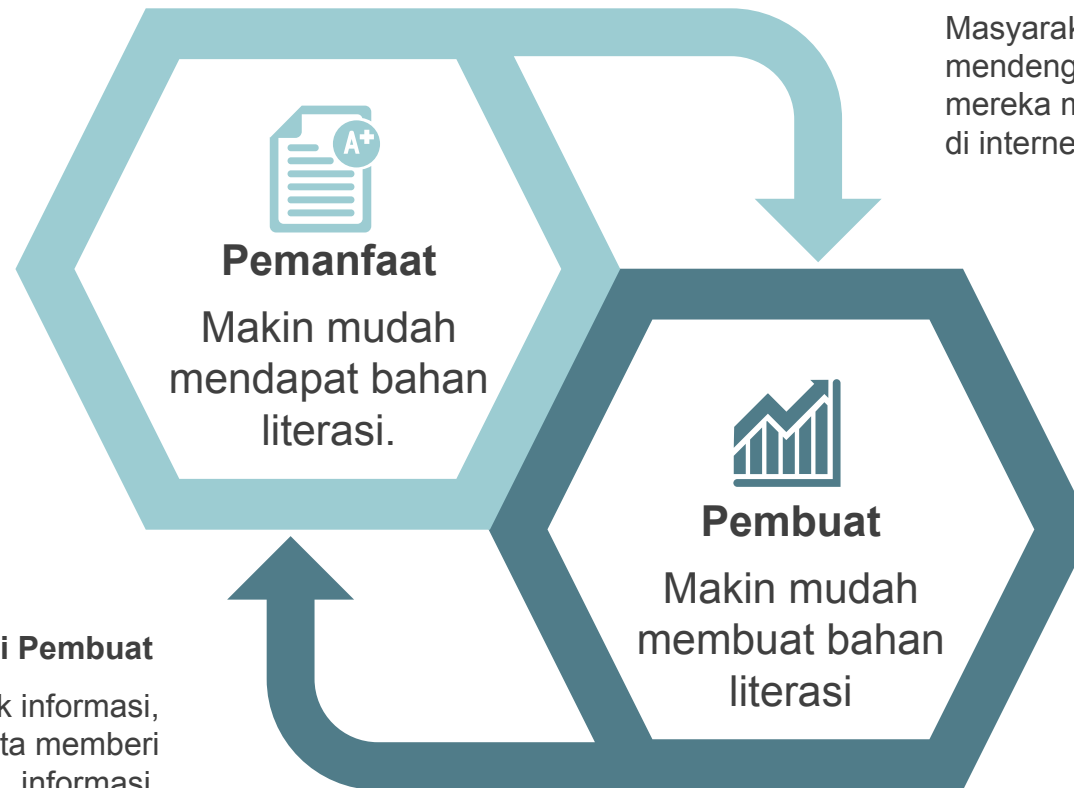 Masyarak
mendeng
mereka m
di interne
A+
Pemanfaat
Makin mudah
mendapat bahan
literasi.
Pembuat
Makin mudah
membuat bahan
literasi
i Pembuat
k informasi,
ta memberi
informasi.